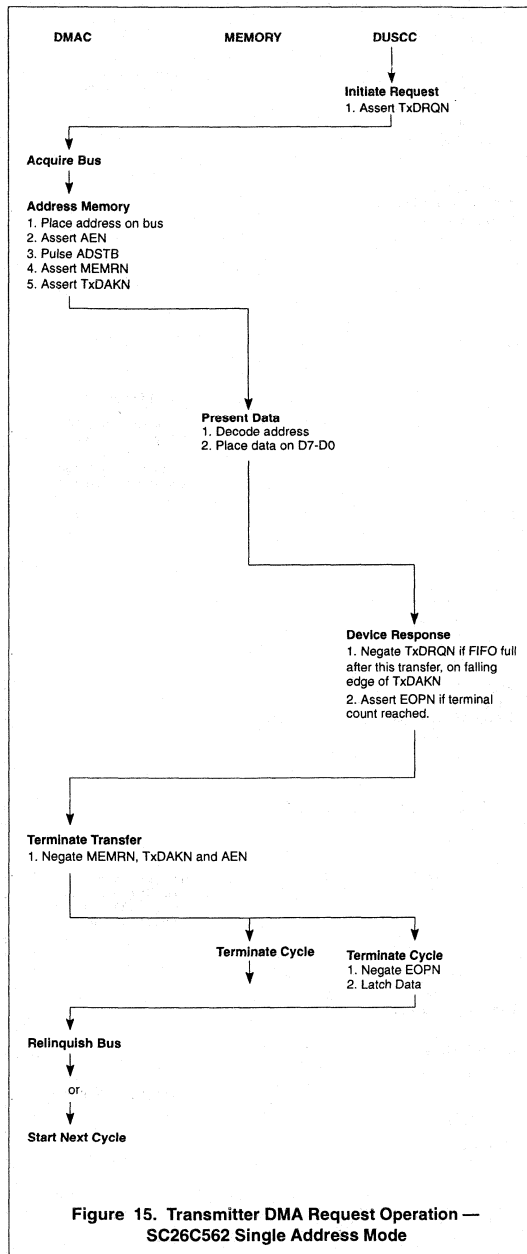 DMAC MEMORY DUSCC
Initiate Request
1. Assert TxDRQN
Acquire Bus
Address Memory
1. Place address on bus
2. Assert AEN
3. Pulse ADSTB
4. Assert MEMRN
5. Assert TxDAKN
Present Data
1. Decode address
2. Place data on D7-D0
Device Response
1. Negate TxDRQN if FIFO full
after this transfer, on falling
edge of TxDAKN
2. Assert EOPN if terminal
count reached.
Terminate Transfer
1. Negate MEMRN, TxDAKN and AEN
Terminate Cycle
Terminate Cycle
1. Negate EOPN
2. Latch Data
Relinquish Bus
or
Start Next Cycle
Figure 15. Transmitter DMA Request Operation —
SC26C562 Single Address Mode